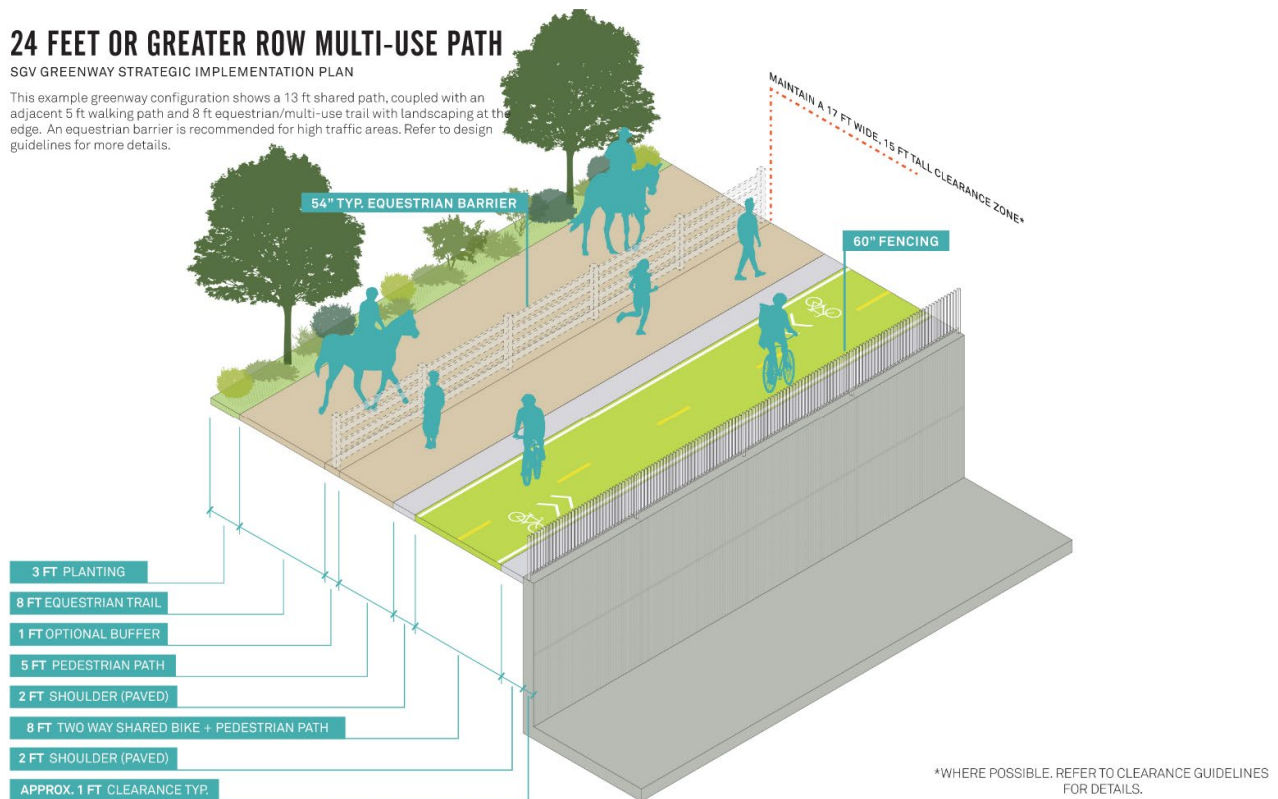 24 FEET OR GREATER ROW MULTI-USE PATH
SGV GREENWAY STRATEGIC IMPLEMENTATION PLAN
This example greenway configuration shows a 13 ft shared path, coupled with an
adjacent 5 ft walking path and 8 ft equestrian/multi-use trail with landscaping at the
edge. An equestrian barrier is recommended for high traffic areas. Refer to design
guidelines for more details.
MAINTAIN A 17 FT WIDE, 15 FT TALL CLEARANCE ZONE*
54" TYP. EQUESTRIAN BARRIER
60" FENCING
3 FT PLANTING
8 FT EQUESTRIAN TRAIL
1 FT OPTIONAL BUFFER
5 FT PEDESTRIAN PATH
2 FT SHOULDER (PAVED)
8 FT TWO WAY SHARED BIKE + PEDESTRIAN PATH
2 FT SHOULDER (PAVED)
APPROX. 1 FT CLEARANCE TYP.
*WHERE POSSIBLE. REFER TO CLEARANCE GUIDELINES
FOR DETAILS.